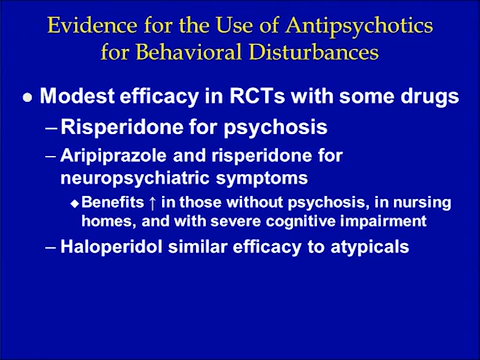 Evidence for the Use of Antipsychotics
for Behavioral Disturbances
● Modest efficacy in RCTs with some drugs
– Risperidone for psychosis
– Aripiprazole and risperidone for
neuropsychiatric symptoms
◆ Benefits ↑ in those without psychosis, in nursing
homes, and with severe cognitive impairment
– Haloperidol similar efficacy to atypicals